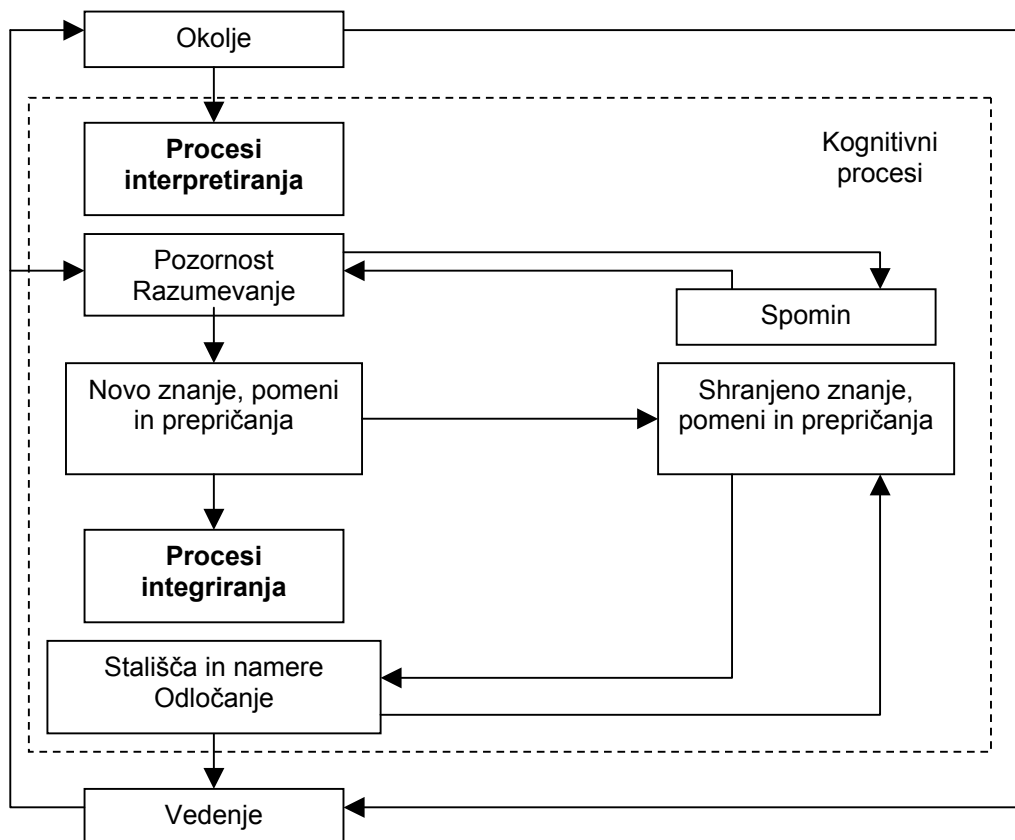 Okolje
Kognitivni
procesi
Procesi
interpretiranja
Pozornost
Razumevanje
Spomin
Novo znanje, pomeni
in prepričanja
Shranjeno znanje,
pomeni in prepričanja
Procesi
integriranja
Stališča in namere
Odločanje
Vedenje